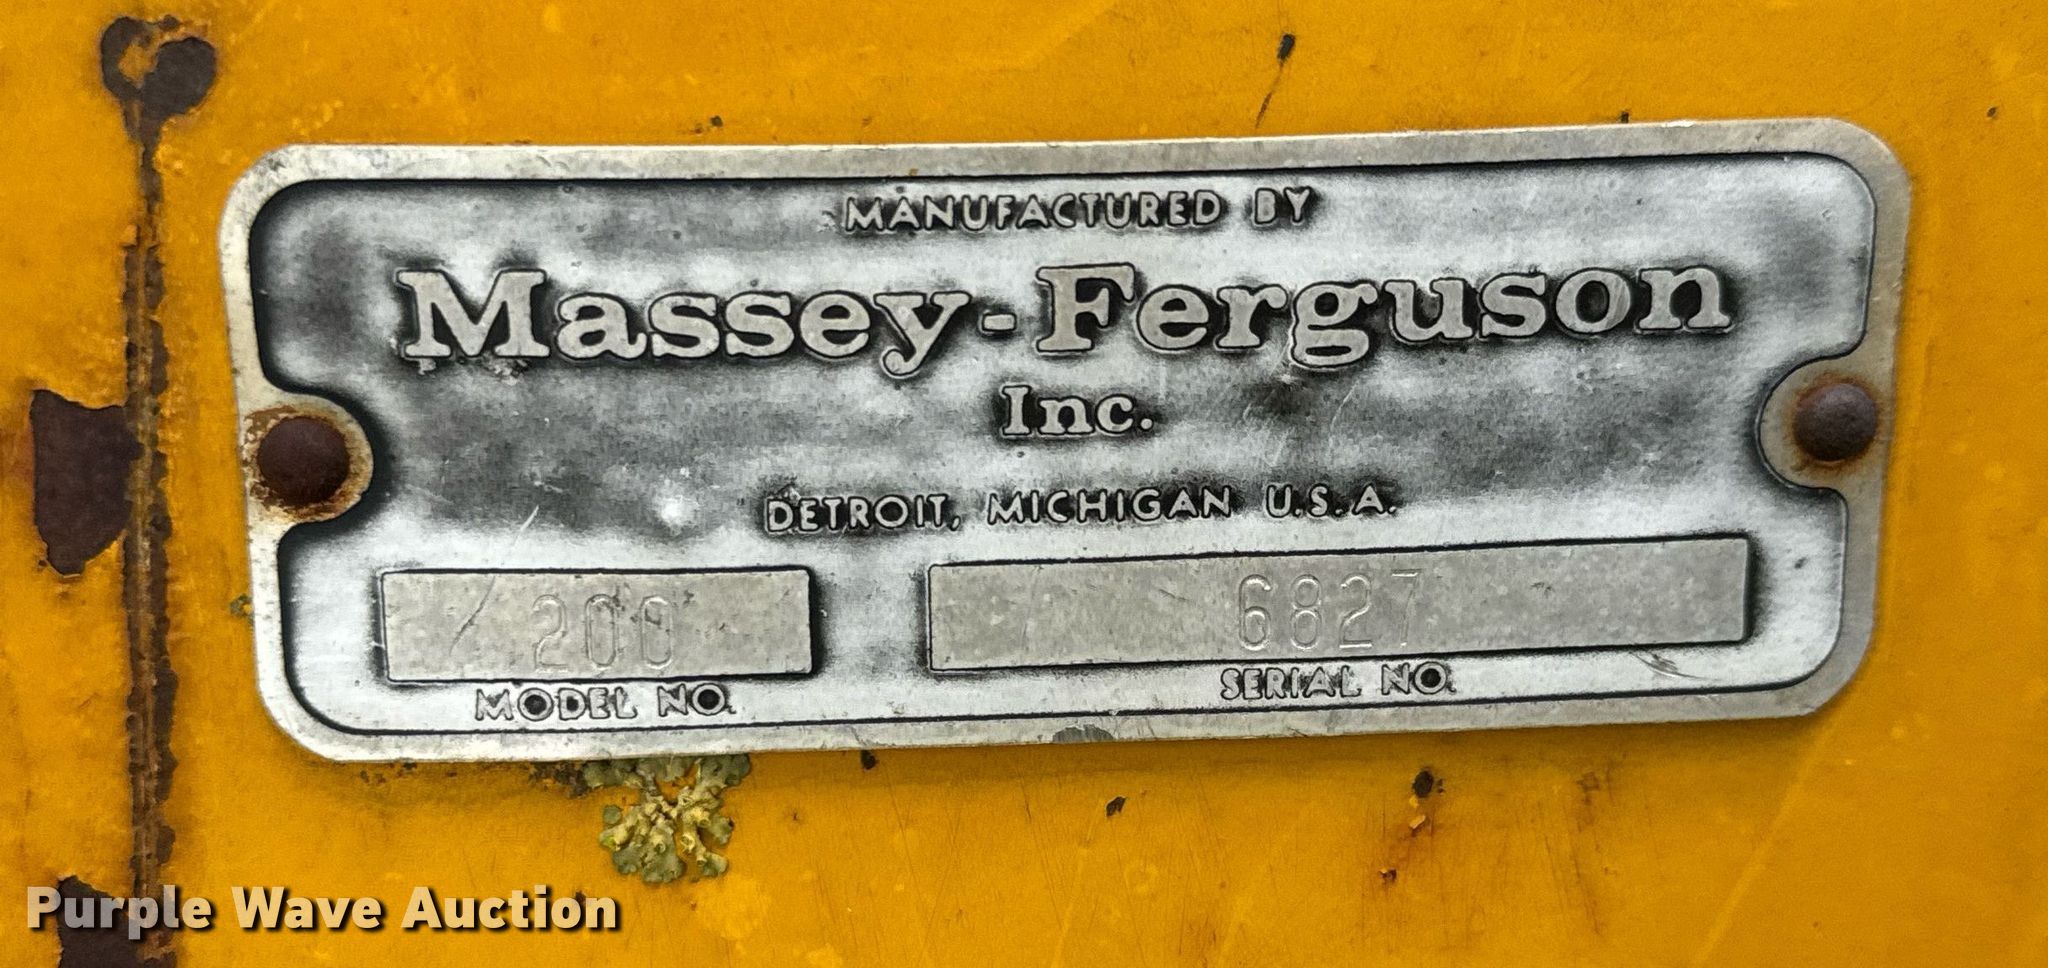 MANUFACTURED BY
Massey-Ferguson
Inc.
DETROIT, MICHIGAN U.S.A.
200
6827
MODEL NO.
SERIAL NO.
Purple Wave Auction